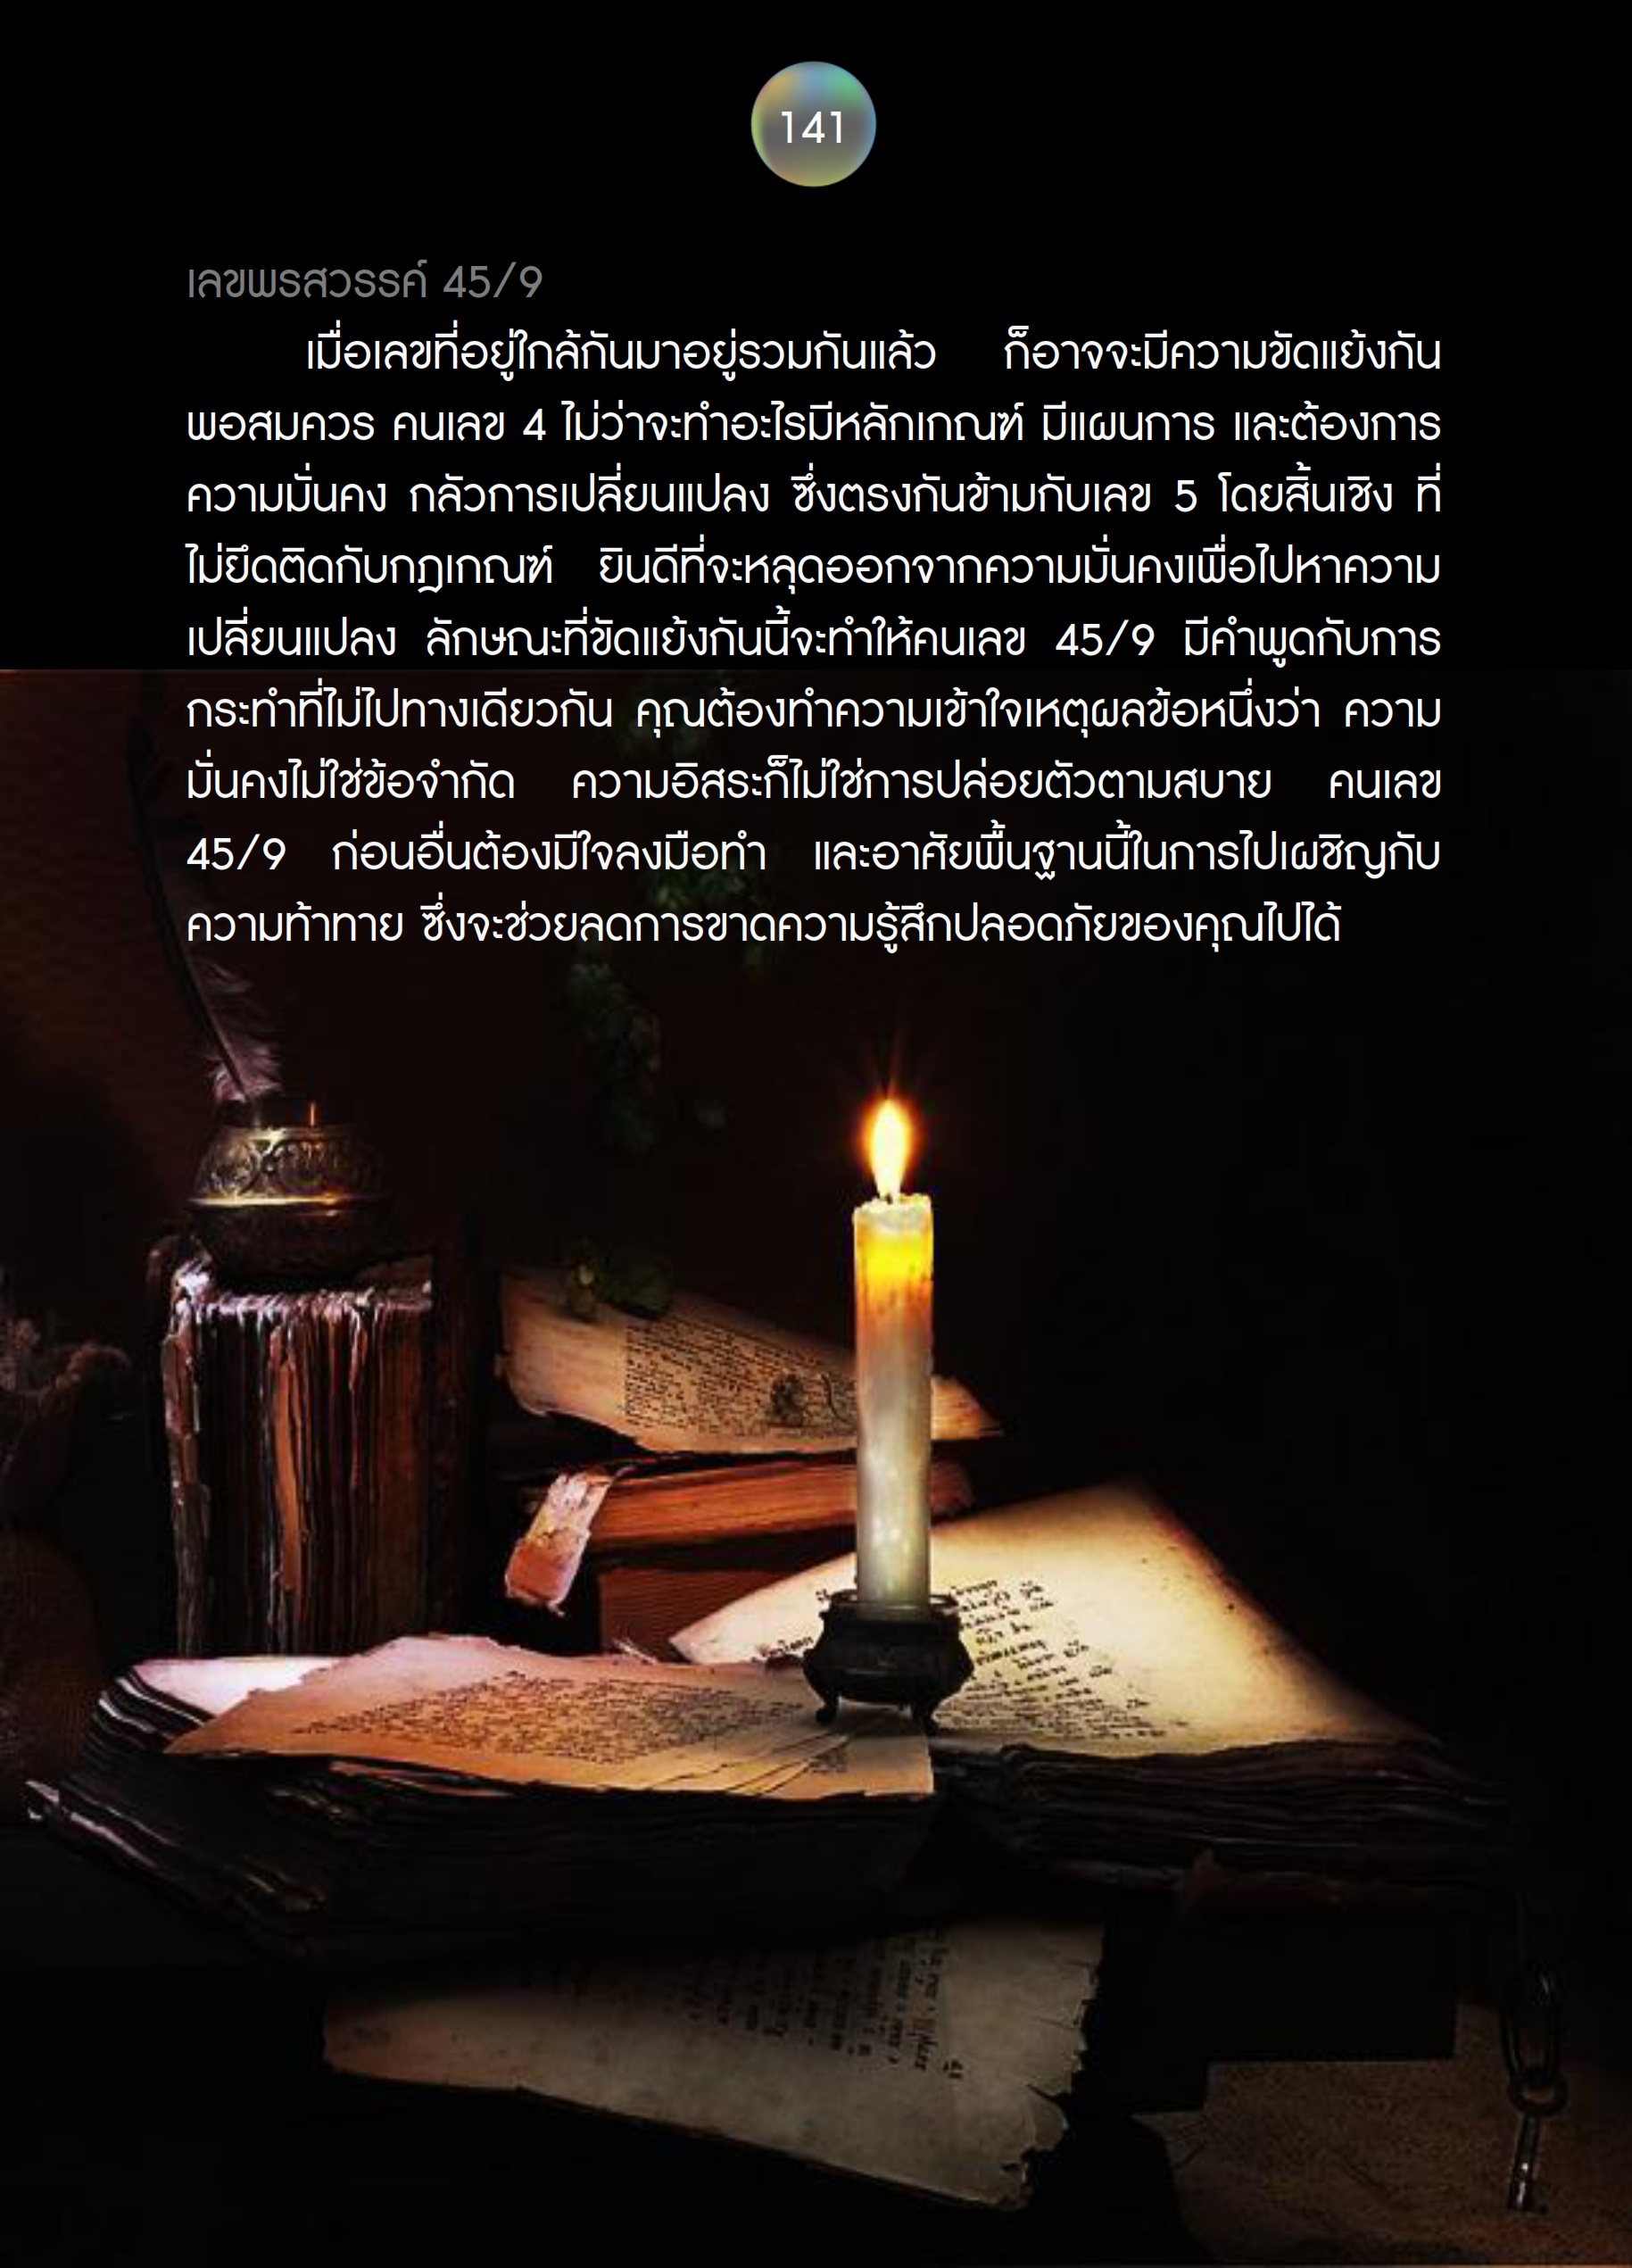 141
เลขพรสวรรค์ 45/9
เมื่อเลขที่อยู่ใกล้กันมาอยู่รวมกันแล้ว ก็อาจจะมีความขัดแย้งกัน
พอสมควร คนเลข 4 ไม่ว่าจะทำอะไรมีหลักเกณฑ์ มีแผนการ และต้องการ
ความมั่นคง กลัวการเปลี่ยนแปลง ซึ่งตรงกันข้ามกับเลข 5 โดยสิ้นเชิง ที่
ไม่ยึดติดกับกฎเกณฑ์ ยินดีที่จะหลุดออกจากความมั่นคงเพื่อไปหาความ
เปลี่ยนแปลง ลักษณะที่ขัดแย้งกันนี้จะทำให้คนเลข 45/9 มีคำพูดกับการ
กระทำที่ไม่ไปทางเดียวกัน คุณต้องทำความเข้าใจเหตุผลข้อหนึ่งว่า ความ
มั่นคงไม่ใช่ข้อจำกัด ความอิสระก็ไม่ใช่การปล่อยตัวตามสบาย คนเลข
45/9 ก่อนอื่นต้องมีใจลงมือทำ และอาศัยพื้นฐานนี้ในการไปเผชิญกับ
ความท้าทาย ซึ่งจะช่วยลดการขาดความรู้สึกปลอดภัยของคุณไปได้